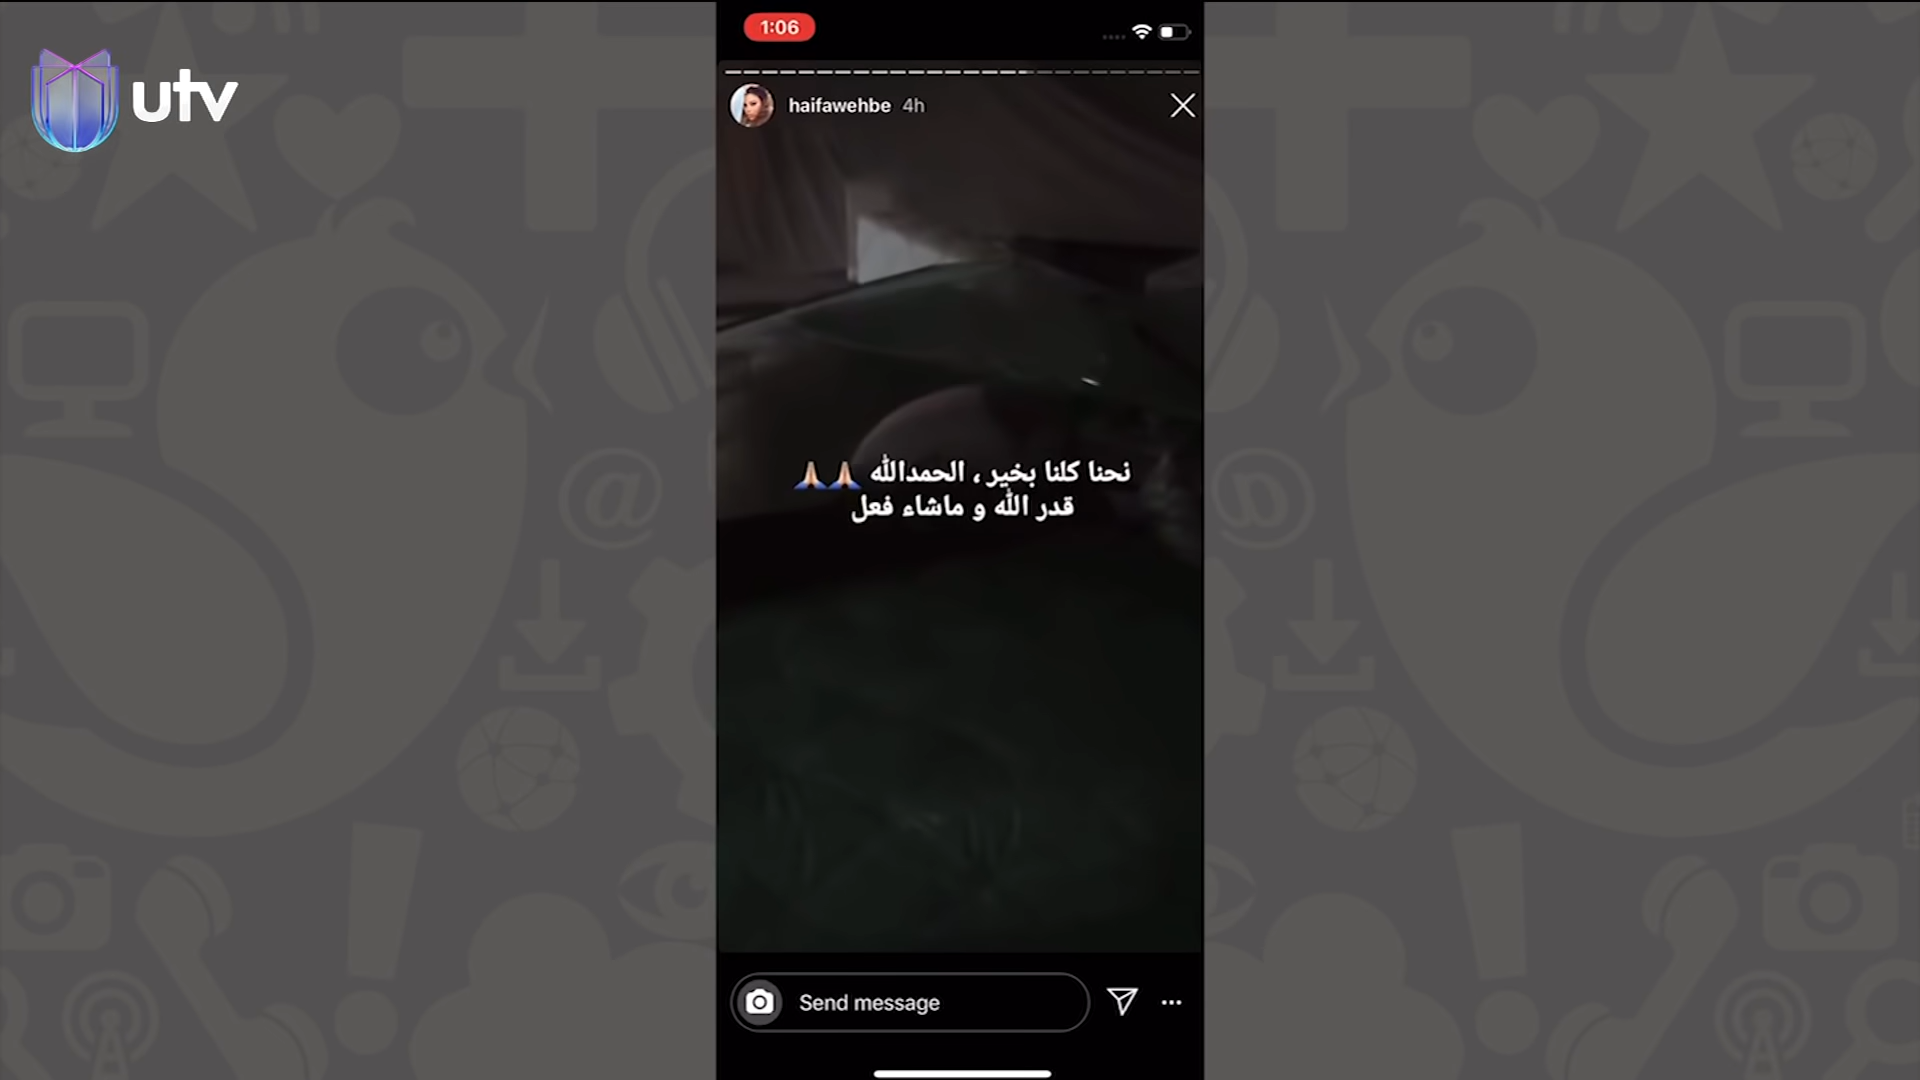 utv
1:06
haifawehbe 4h
نحنا كلنا بخير ، الحمدالله 🙏🏻🙏🏻
قدر الله و ماشاء فعل
Send message